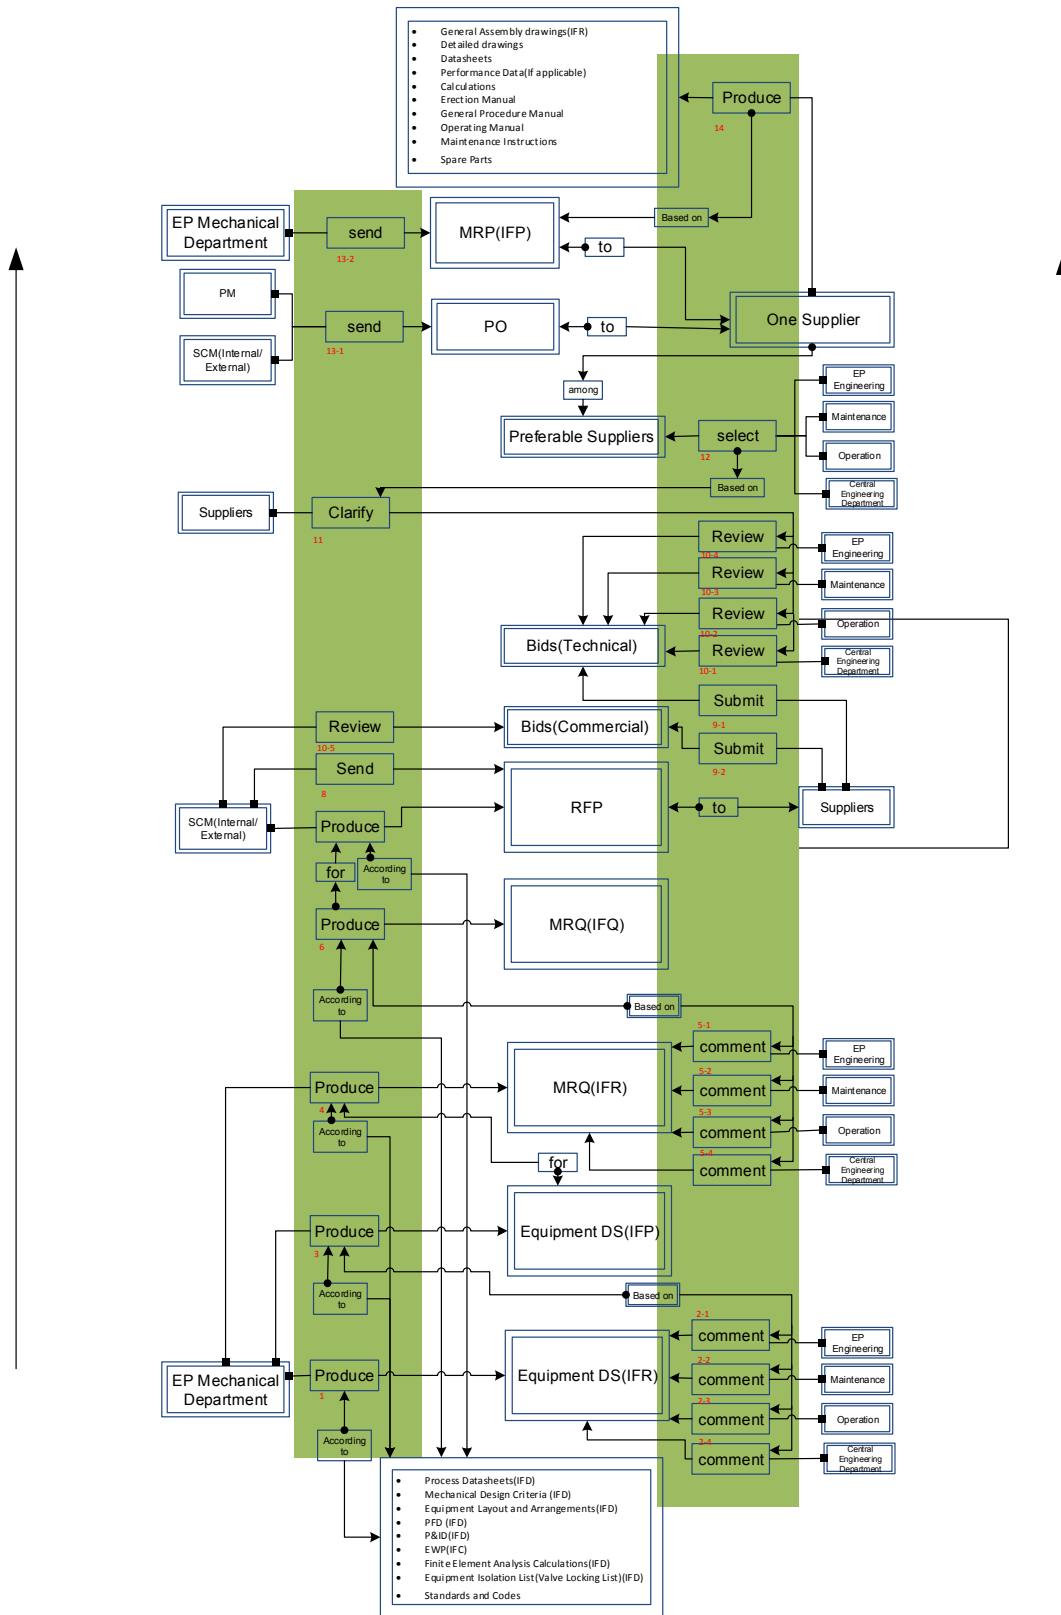 General Assembly drawings(IFR)
Detailed drawings
Datasheets
Performance Data(If applicable)
Calculations
Erection Manual
General Procedure Manual
Operating Manual
Maintenance Instructions
Spare Parts
Produce
14
EP Mechanical
Department
send
13-2
MRP(IFP)
Based on
to
PM
SCM(Internal/
External)
send
13-1
PO
to
One Supplier
among
Preferable Suppliers
select
12
Based on
EP
Engineering
Maintenance
Operation
Central
Engineering
Department
Suppliers
Clarify
11
Review
10-4
EP
Engineering
Review
10-3
Maintenance
Review
10-2
Operation
Bids(Technical)
Review
10-1
Central
Engineering
Department
Submit
9-1
Review
10-5
Bids(Commercial)
Submit
9-2
Send
8
SCM(Internal/
External)
Produce
RFP
to
Suppliers
for
According
to
Produce
6
MRQ(IFQ)
According
to
Based on
5-1
comment
EP
Engineering
Produce
4
MRQ(IFR)
5-2
comment
Maintenance
According
to
5-3
comment
Operation
for
5-4
comment
Central
Engineering
Department
Produce
3
Equipment DS(IFP)
According
to
Based on
2-1
comment
EP
Engineering
EP Mechanical
Department
Produce
1
Equipment DS(IFR)
2-2
comment
Maintenance
2-3
comment
Operation
According
to
2-4
comment
Central
Engineering
Department
Process Datasheets(IFD)
Mechanical Design Criteria (IFD)
Equipment Layout and Arrangements(IFD)
PFD (IFD)
P&ID(IFD)
EWP(IFC)
Finite Element Analysis Calculations(IFD)
Equipment Isolation List(Valve Locking List)(IFD)
Standards and Codes